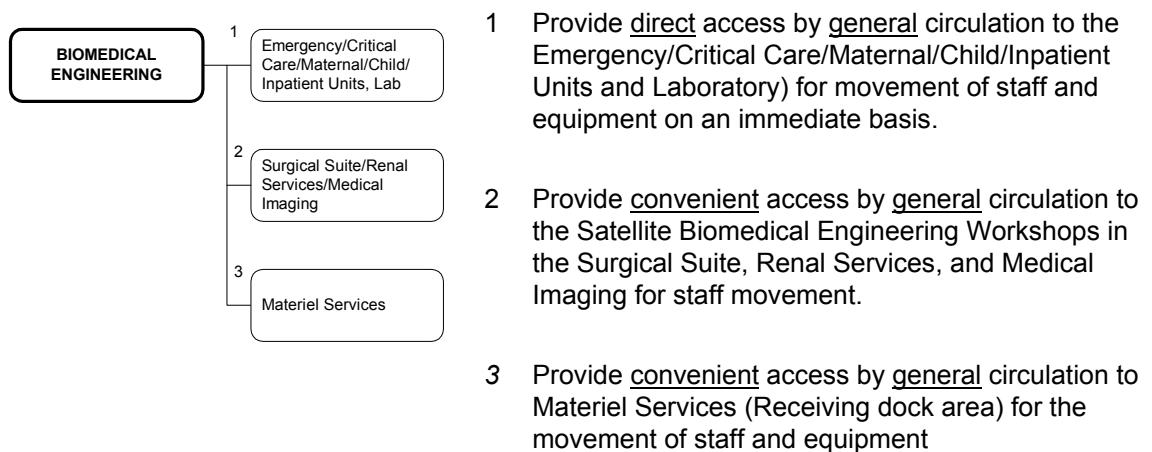 BIOMEDICAL
ENGINEERING
1
Emergency/Critical
Care/Maternal/Child/
Inpatient Units, Lab
2
Surgical Suite/Renal
Services/Medical
Imaging
3
Materiel Services
1 Provide direct access by general circulation to the
Emergency/Critical Care/Maternal/Child/Inpatient
Units and Laboratory) for movement of staff and
equipment on an immediate basis.
2 Provide convenient access by general circulation to
the Satellite Biomedical Engineering Workshops in
the Surgical Suite, Renal Services, and Medical
Imaging for staff movement.
3 Provide convenient access by general circulation to
Materiel Services (Receiving dock area) for the
movement of staff and equipment